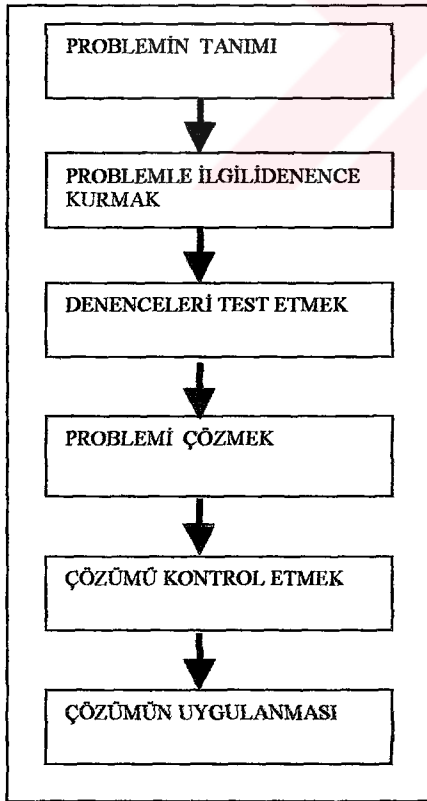 PROBLEMİN TANIMI
PROBLEMLE İLGİLİDENENCE
KURMAK
DENENCELERİ TEST ETMEK
PROBLEMİ ÇÖZMEK
ÇÖZÜMÜ KONTROL ETMEK
ÇÖZÜMÜN UYGULANMASI